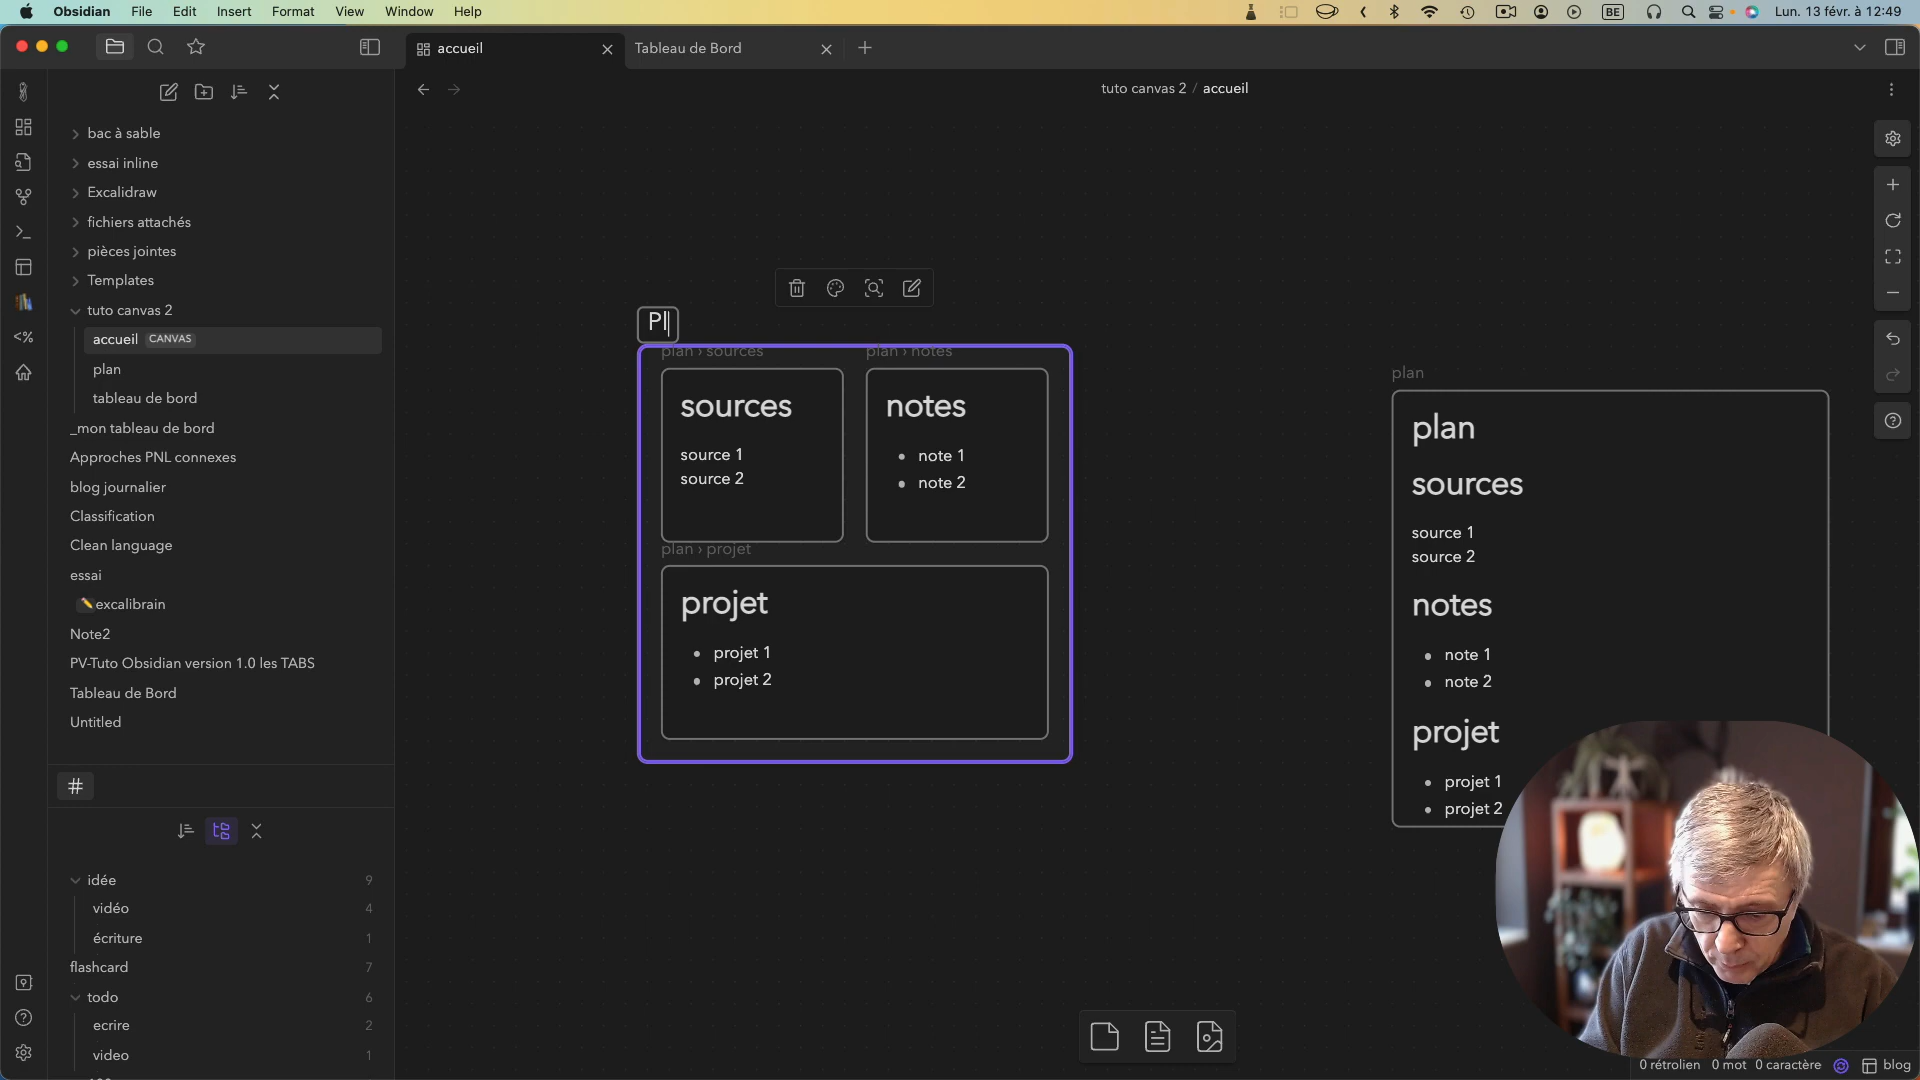 Obsidian File Edit Insert Format View Window Help BE Lun. 13 févr. à 12:49
accueil Tableau de Bord
tuto canvas 2 / accueil
bac à sable
essai inline
Excalidraw
fichiers attachés
pièces jointes
Templates
tuto canvas 2
accueil CANVAS
plan
tableau de bord
_mon tableau de bord
Approches PNL connexes
blog journalier
Classification
Clean language
essai
excalibrain
Note2
PV-Tuto Obsidian version 1.0 les TABS
Tableau de Bord
Untitled
#
idée 9
vidéo 4
écriture 1
flashcard 7
todo 6
ecrire 2
video 1
<%
Pl
plan › sources
sources
source 1
source 2
plan › notes
notes
note 1
note 2
plan › projet
projet
projet 1
projet 2
plan
plan
sources
source 1
source 2
notes
note 1
note 2
projet
projet 1
projet 2
0 rétrolien 0 mot 0 caractère blog